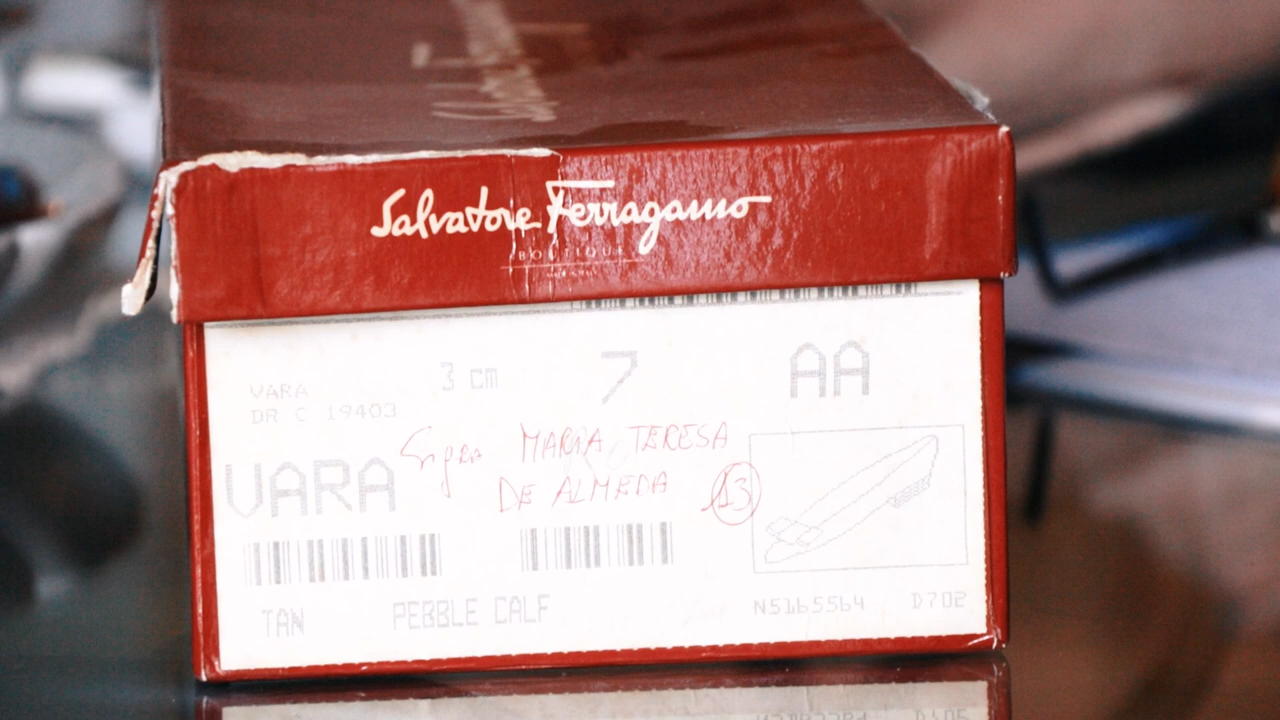 Salvatore Ferragamo
BOUTIQUE
3 cm 7 AA
VARA
DR C 19403
Sigra MARIA TERESA
DE ALMEDA 13
VARA
TAN PEBBLE CALF N5165564 D702